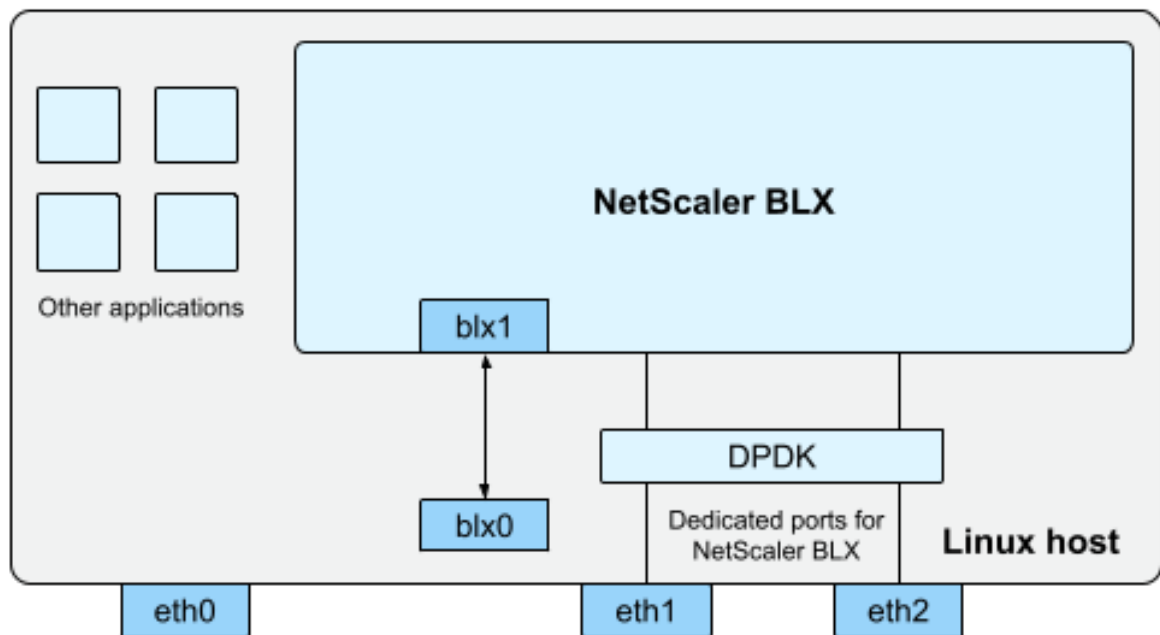 NetScaler BLX
Other applications
blx1
DPDK
blx0
Dedicated ports for
NetScaler BLX
Linux host
eth0
eth1
eth2